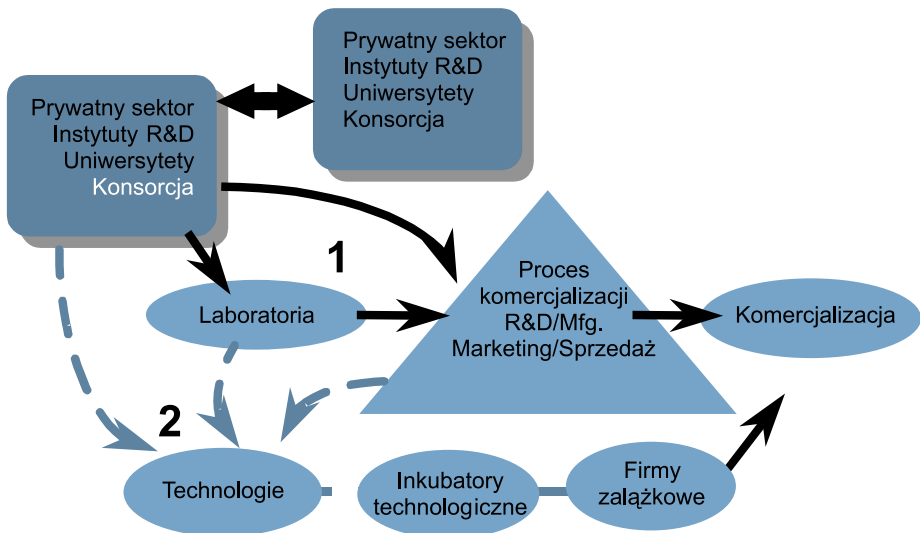 Prywatny sektor
Instytuty R&D
Uniwersytety
Konsorcja
Prywatny sektor
Instytuty R&D
Uniwersytety
Konsorcja
1
Laboratoria
Proces
komercjalizacji
R&D/Mfg.
Marketing/Sprzedaż
Komercjalizacja
2
Technologie
Inkubatory
technologiczne
Firmy
zalążkowe